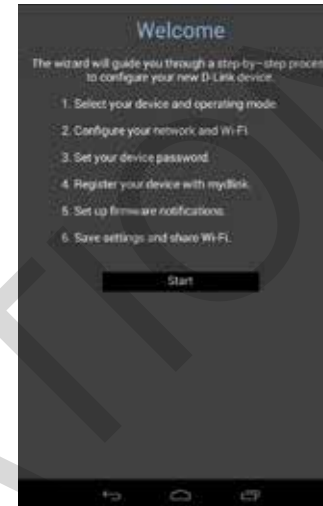 Welcome
The wizard will guide you through a step-by-step process
to configure your new D-Link device.
1. Select your device and operating mode.
2. Configure your network and Wi-Fi.
3. Set your device password.
4. Register your device with mydlink.
5. Set up firmware notifications.
6. Save settings and share Wi-Fi.
Start